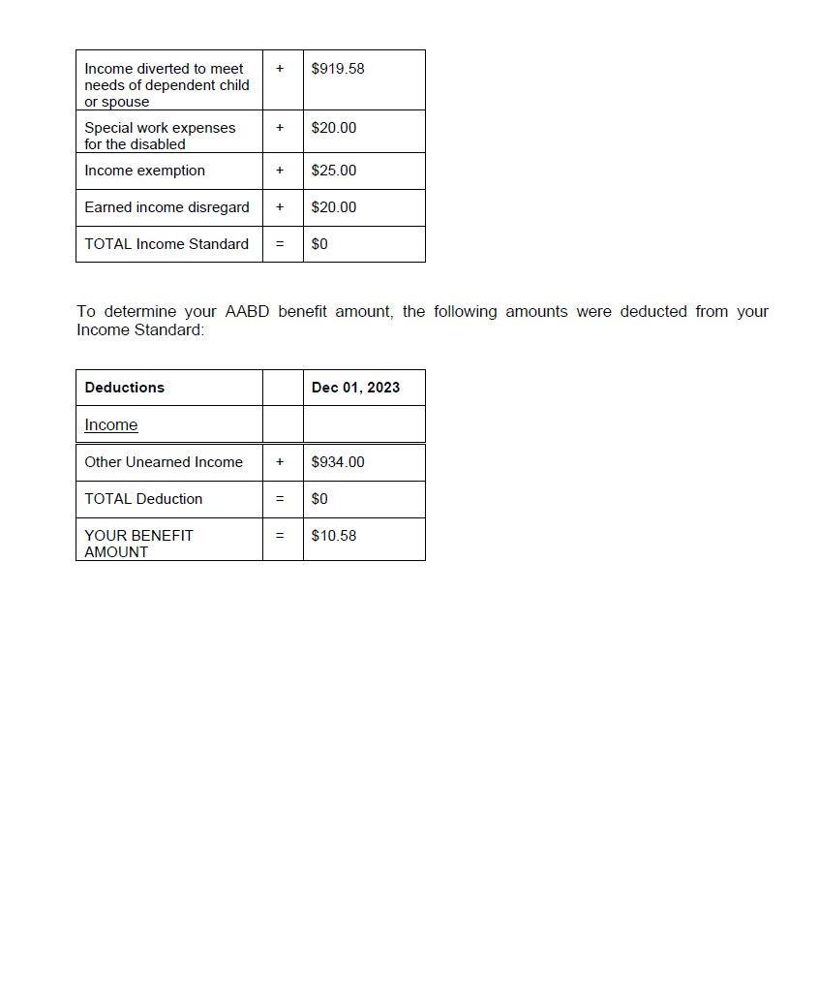 Income diverted to meet + $919.58
needs of dependent child
or spouse
Special work expenses + $20.00
for the disabled
Income exemption + $25.00
Earned income disregard + $20.00
TOTAL Income Standard = $0
To determine your AABD benefit amount, the following amounts were deducted from your
Income Standard:
Deductions Dec 01, 2023
Income
Other Unearned Income + $934.00
TOTAL Deduction = $0
YOUR BENEFIT = $10.58
AMOUNT